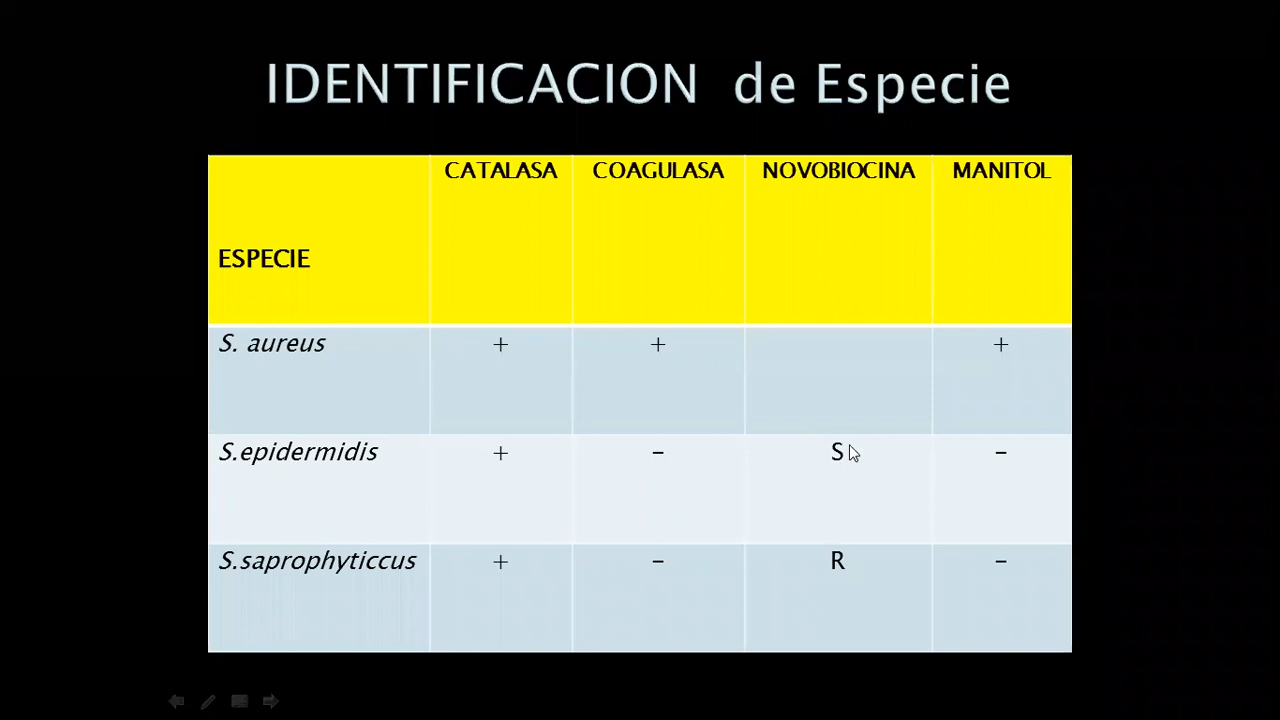 IDENTIFICACION de Especie
CATALASA COAGULASA NOVOBIOCINA MANITOL
ESPECIE
S. aureus + + +
S.epidermidis + - S -
S.saprophyticcus + - R -